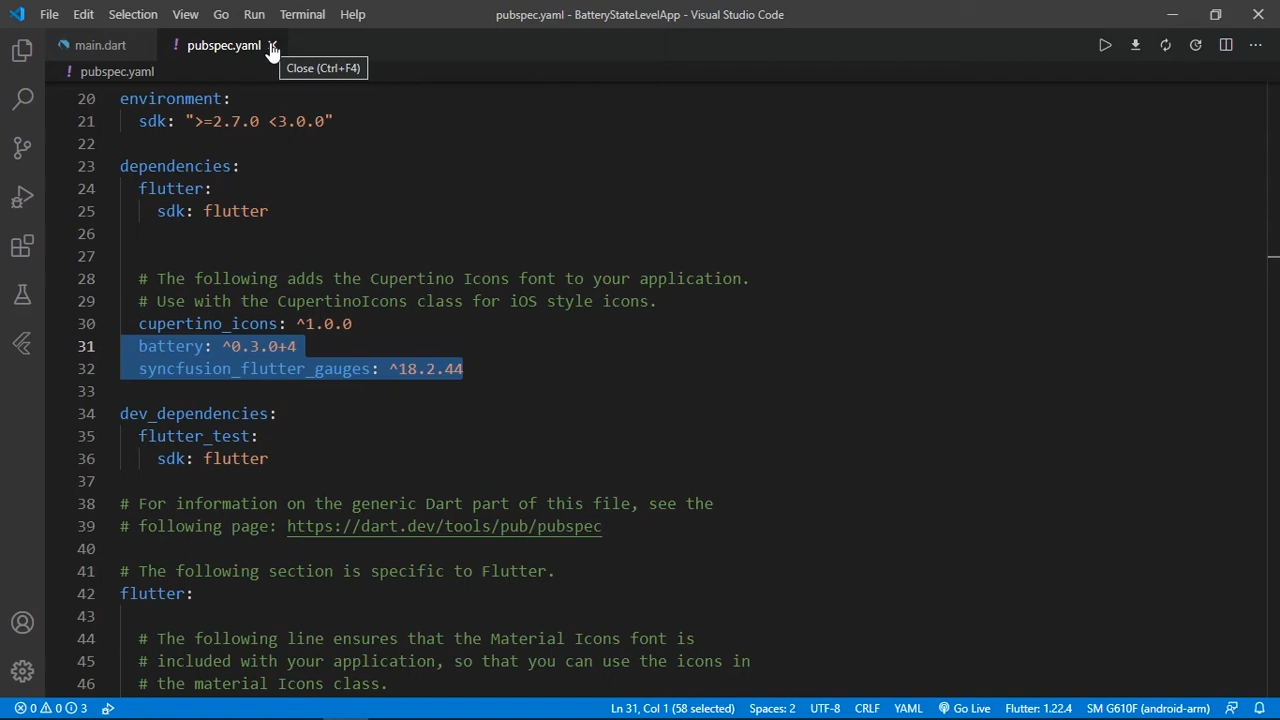 File Edit Selection View Go Run Terminal Help pubspec.yaml - BatteryStateLevelApp - Visual Studio Code
main.dart ! pubspec.yaml
Close (Ctrl+F4)
! pubspec.yaml
20 environment:
21 sdk: ">=2.7.0 <3.0.0"
22
23 dependencies:
24 flutter:
25 sdk: flutter
26
27
28 # The following adds the Cupertino Icons font to your application.
29 # Use with the CupertinoIcons class for iOS style icons.
30 cupertino_icons: ^1.0.0
31 battery: ^0.3.0+4
32 syncfusion_flutter_gauges: ^18.2.44
33
34 dev_dependencies:
35 flutter_test:
36 sdk: flutter
37
38 # For information on the generic Dart part of this file, see the
39 # following page: https://dart.dev/tools/pub/pubspec
40
41 # The following section is specific to Flutter.
42 flutter:
43
44 # The following line ensures that the Material Icons font is
45 # included with your application, so that you can use the icons in
46 # the material Icons class.
0 0 3 Ln 31, Col 1 (58 selected) Spaces: 2 UTF-8 CRLF YAML Go Live Flutter: 1.22.4 SM G610F (android-arm)